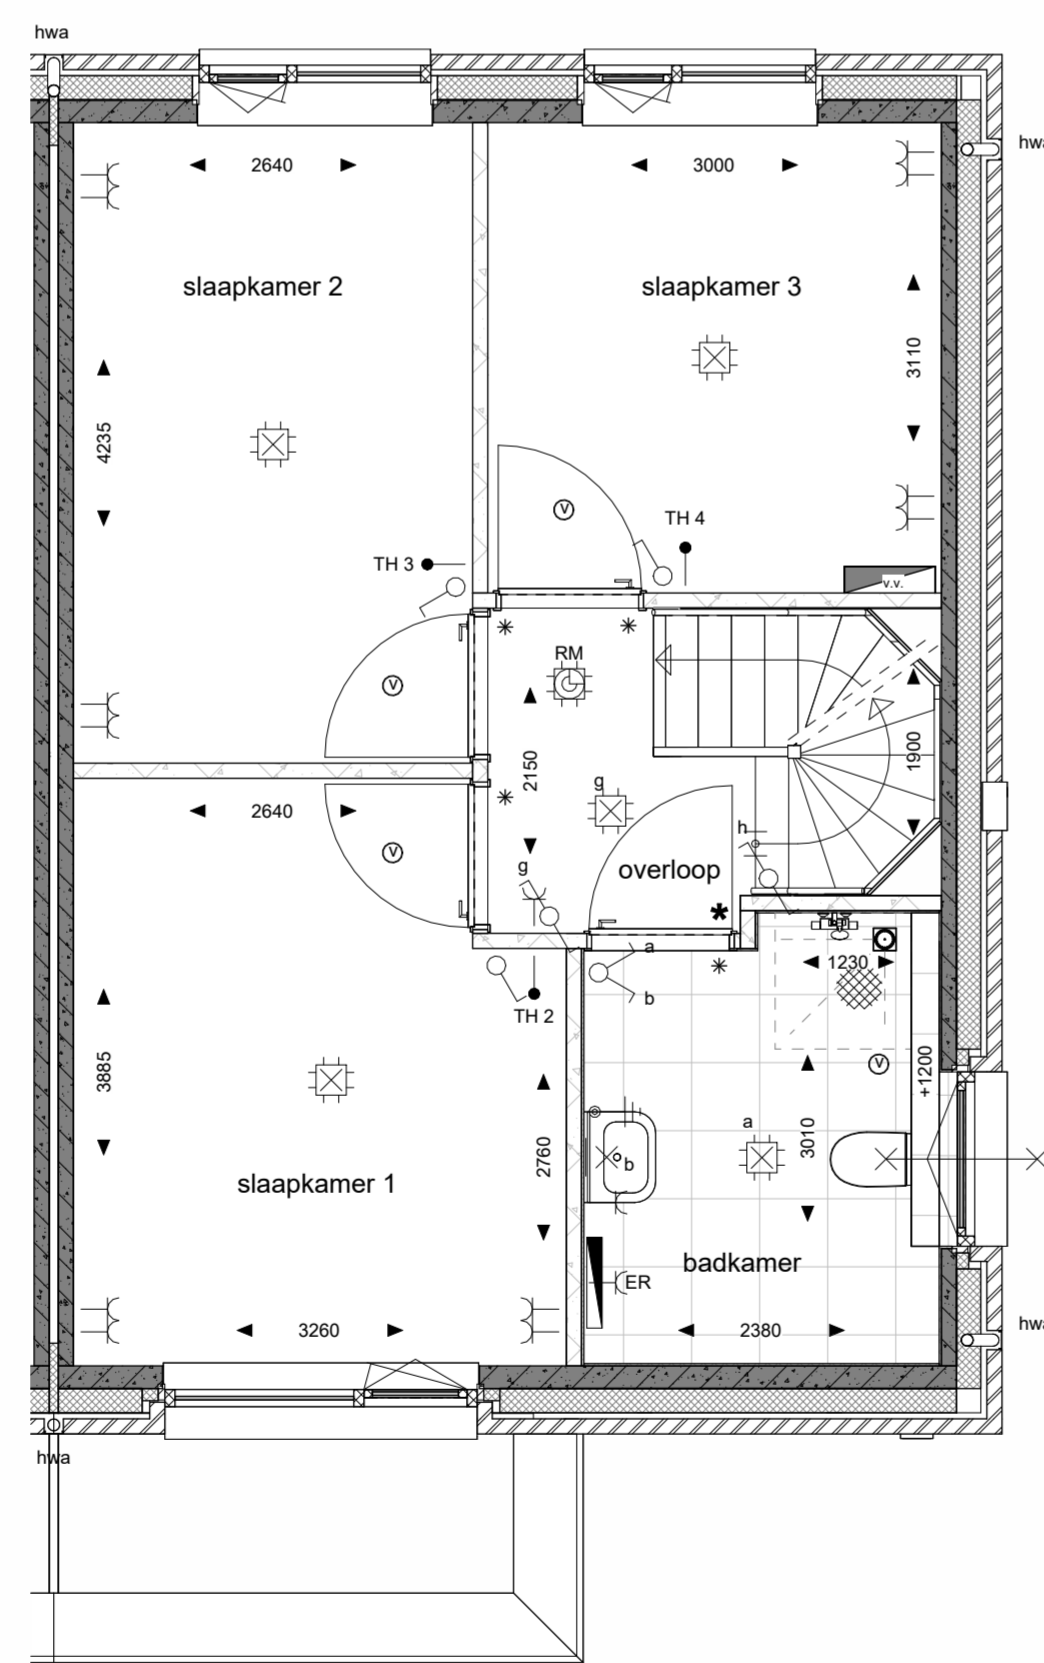 hwa
hwa
2640
3000
slaapkamer 2
slaapkamer 3
3110
4235
V
TH 4
TH 3
v.v.
RM
V
1900
2150
g
2640
h
V
g
overloop
*
a
1230
b
TH 2
V
+1200
3885
a
3010
2760
b
slaapkamer 1
badkamer
ER
3260
2380
hwa
hwa